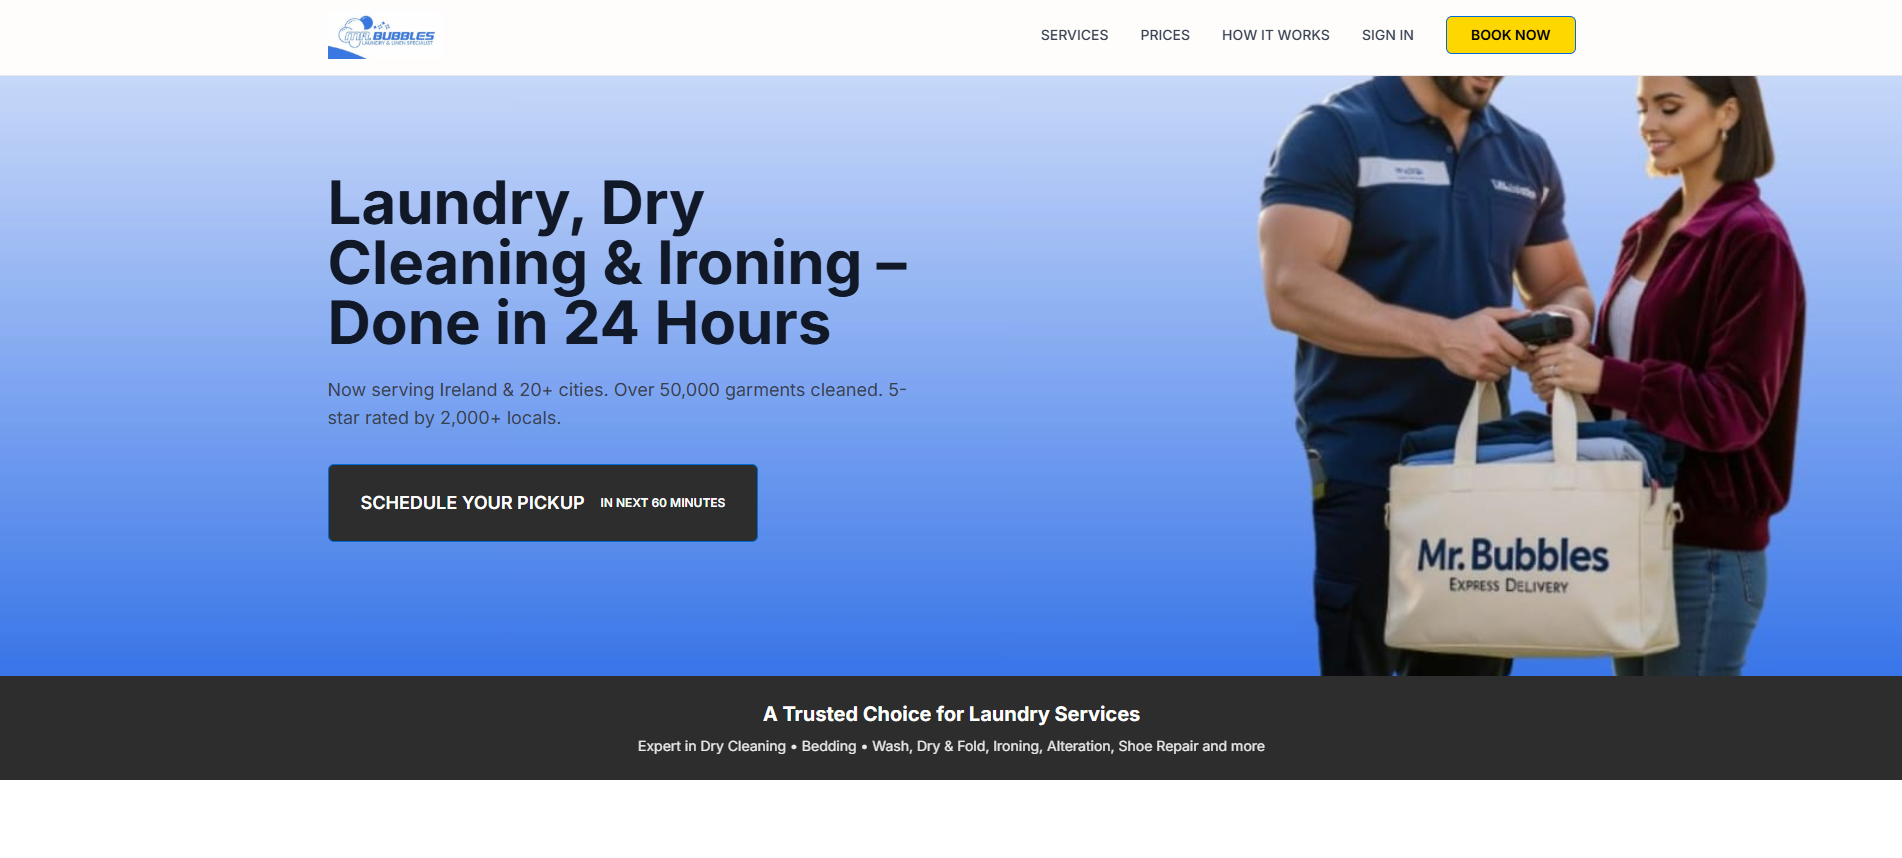 MR. BUBBLES
LAUNDRY & LINEN SPECIALIST
SERVICES
PRICES
HOW IT WORKS
SIGN IN
BOOK NOW
Laundry, Dry
Cleaning & Ironing –
Done in 24 Hours
Now serving Ireland & 20+ cities. Over 50,000 garments cleaned. 5-
star rated by 2,000+ locals.
SCHEDULE YOUR PICKUP IN NEXT 60 MINUTES
Mr. Bubbles
EXPRESS DELIVERY
A Trusted Choice for Laundry Services
Expert in Dry Cleaning • Bedding • Wash, Dry & Fold, Ironing, Alteration, Shoe Repair and more